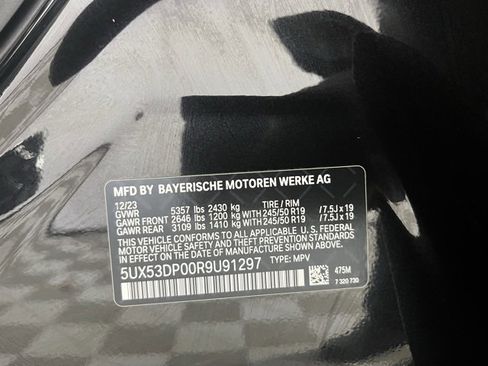 MFD BY BAYERISCHE MOTOREN WERKE AG
12/23 TIRE / RIM
GVWR 5357 lbs 2430 kg
GAWR FRONT 2646 lbs 1200 kg WITH 245/50 R19 /7.5J x 19
GAWR REAR 3109 lbs 1410 kg WITH 245/50 R19 /7.5J x 19
THIS VEHICLE CONFORMS TO ALL APPLICABLE U.S. FEDERAL
MOTOR VEHICLE SAFETY STANDARDS IN EFFECT ON THE DATE
OF MANUFACTURE SHOWN ABOVE.
5UX53DP00R9U91297 TYPE: MPV
475M
7 320 730